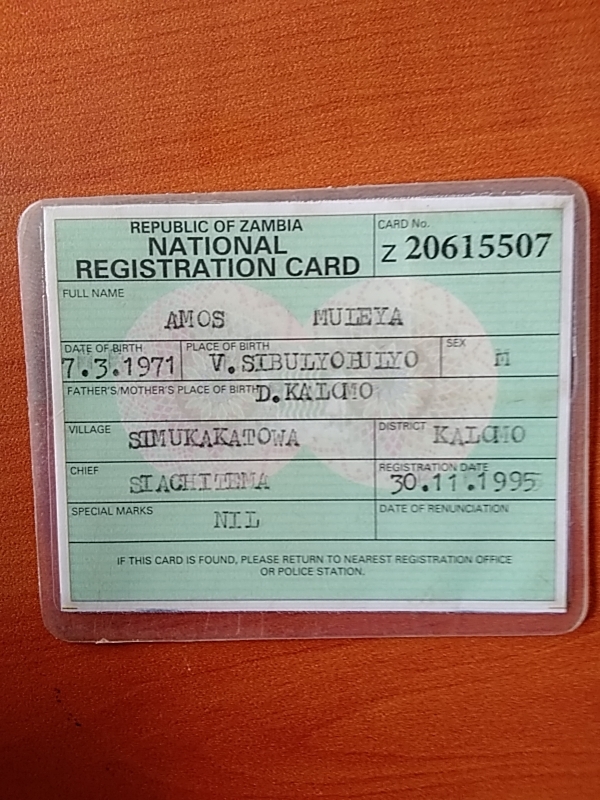 REPUBLIC OF ZAMBIA
NATIONAL
REGISTRATION CARD
CARD No.
Z 20615507
FULL NAME
AMOS MULEYA
DATE OF BIRTH
7.3.1971
PLACE OF BIRTH
V.SIBULYOHULYO
SEX
M
FATHER'S/MOTHER'S PLACE OF BIRTH D.KALOMO
VILLAGE
SIMUKAKATOWA
DISTRICT
KALOMO
CHIEF
SIACHITEMA
REGISTRATION DATE
30.11.1995
SPECIAL MARKS
NIL
DATE OF RENUNCIATION
IF THIS CARD IS FOUND, PLEASE RETURN TO NEAREST REGISTRATION OFFICE
OR POLICE STATION.